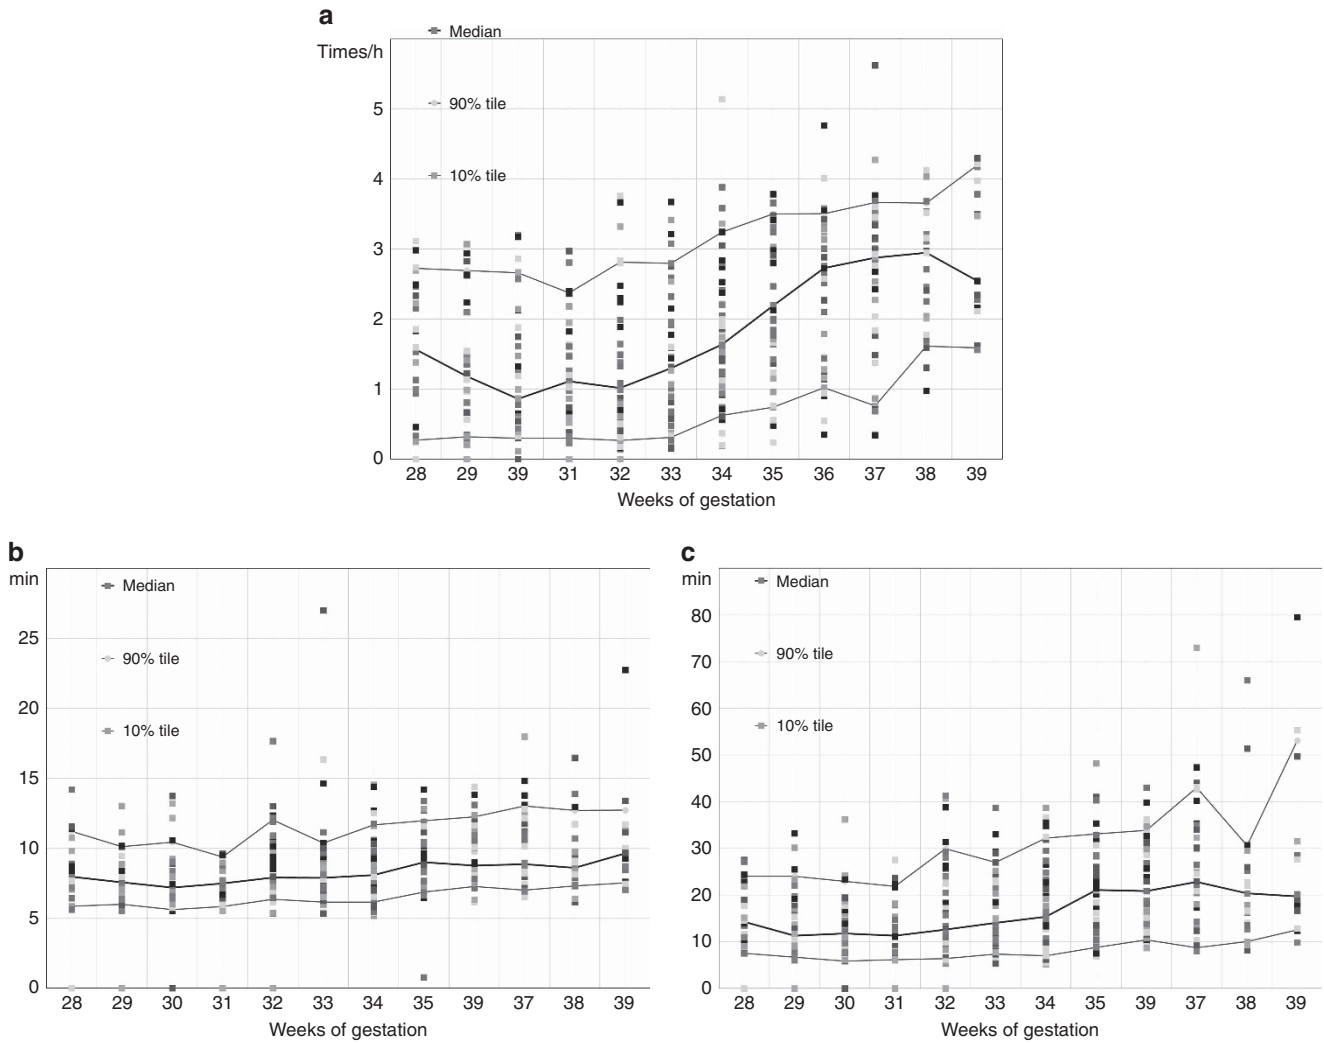 a
Median
Times/h
90% tile
10% tile
5
4
3
2
1
0
28 29 39 31 32 33 34 35 36 37 38 39
Weeks of gestation
b
min
Median
90% tile
10% tile
25
20
15
10
5
0
28 29 30 31 32 33 34 35 39 37 38 39
Weeks of gestation
c
min
Median
90% tile
10% tile
80
70
60
50
40
30
20
10
0
28 29 30 31 32 33 34 35 39 37 38 39
Weeks of gestation